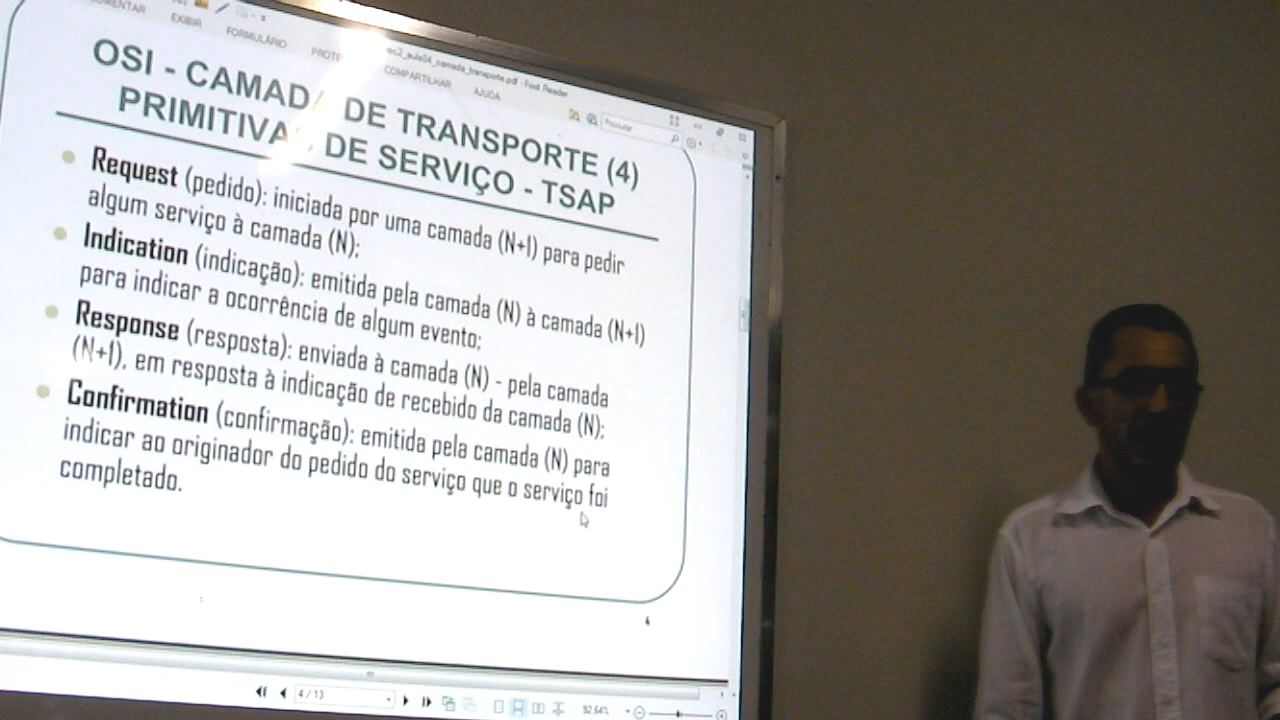 EXIBIR FORMULÁRIO COMPARTILHAR AJUDA
Procurar
OSI - CAMADA DE TRANSPORTE (4)
PRIMITIVAS DE SERVIÇO - TSAP
Request (pedido): iniciada por uma camada (N+1) para pedir
algum serviço à camada (N);
Indication (indicação): emitida pela camada (N) à camada (N+1)
para indicar a ocorrência de algum evento;
Response (resposta): enviada à camada (N) - pela camada
(N+1), em resposta à indicação de recebido da camada (N);
Confirmation (confirmação): emitida pela camada (N) para
indicar ao originador do pedido do serviço que o serviço foi
completado.
4
4 / 13
92.64%